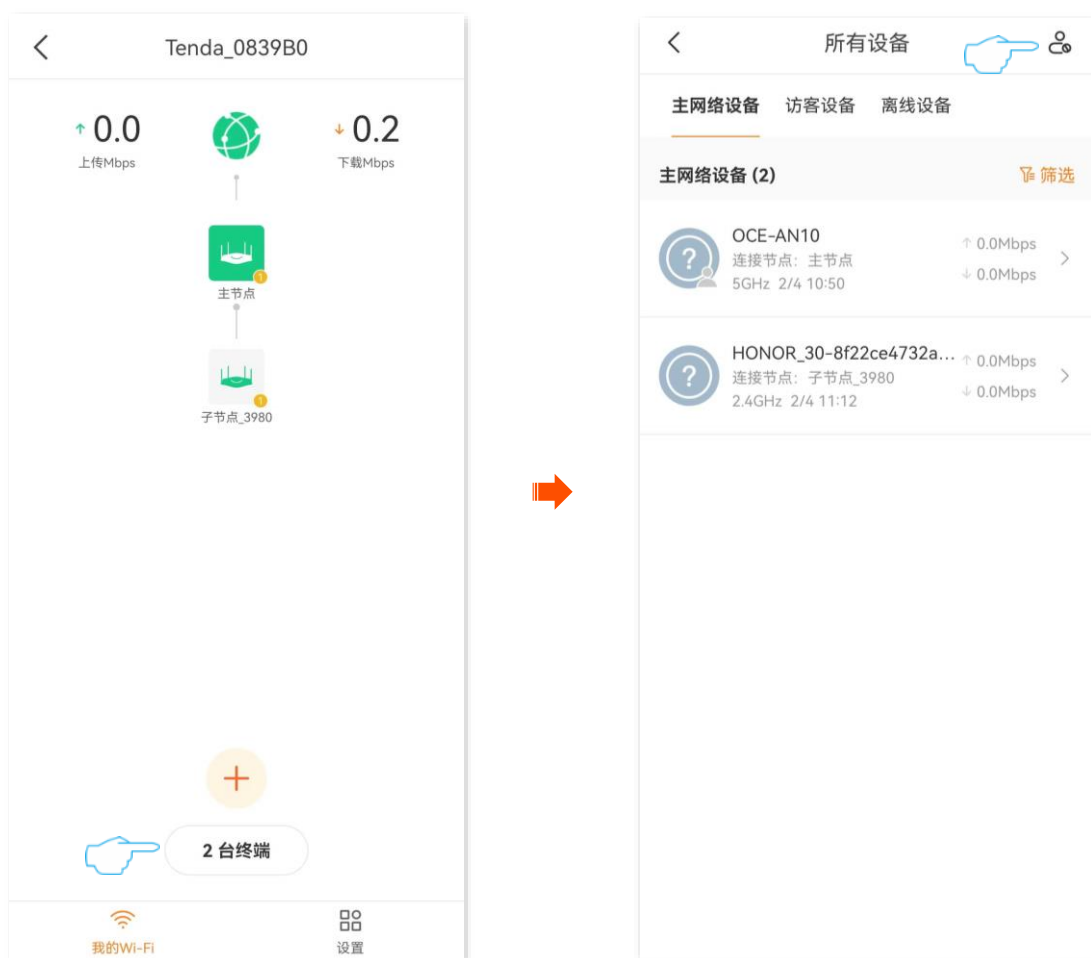 Tenda_0839B0
↑ 0.0
上传Mbps
↓ 0.2
下载Mbps
1
主节点
1
子节点_3980
+
2 台终端
我的Wi-Fi
设置
所有设备
主网络设备 访客设备 离线设备
主网络设备 (2)
筛选
OCE-AN10
连接节点：主节点
5GHz 2/4 10:50
↑ 0.0Mbps
↓ 0.0Mbps
HONOR_30-8f22ce4732a...
连接节点：子节点_3980
2.4GHz 2/4 11:12
↑ 0.0Mbps
↓ 0.0Mbps